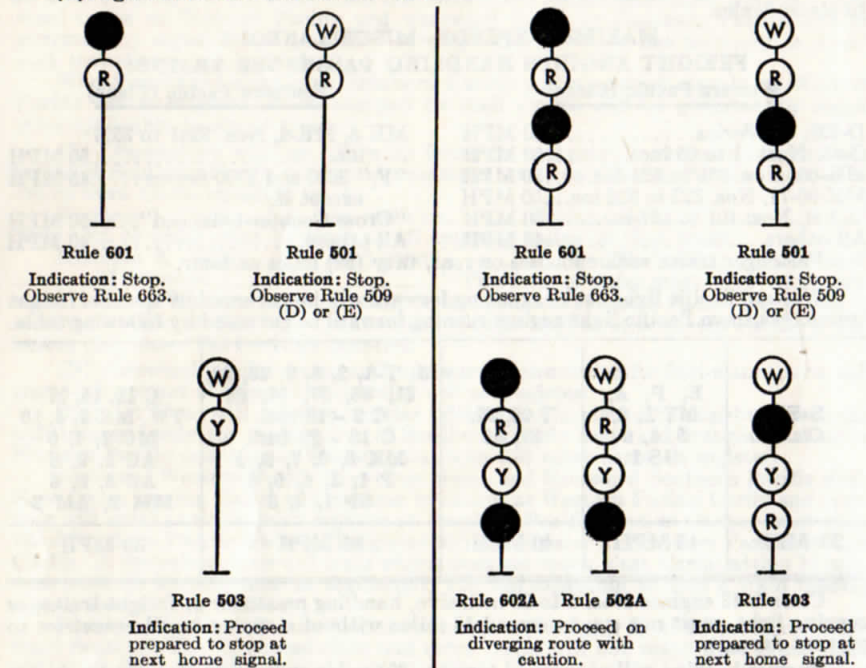 R
W
R
Rule 601
Indication: Stop.
Observe Rule 663.
Rule 501
Indication: Stop.
Observe Rule 509
(D) or (E)
W
Y
Rule 503
Indication: Proceed
prepared to stop at
next home signal.
R
R
W
R
R
Rule 601
Indication: Stop.
Observe Rule 663.
Rule 501
Indication: Stop.
Observe Rule 509
(D) or (E)
R
Y
W
R
Y
W
Y
R
Rule 602A Rule 502A
Indication: Proceed on
diverging route with
caution.
Rule 503
Indication: Proceed
prepared to stop at
next home signal.